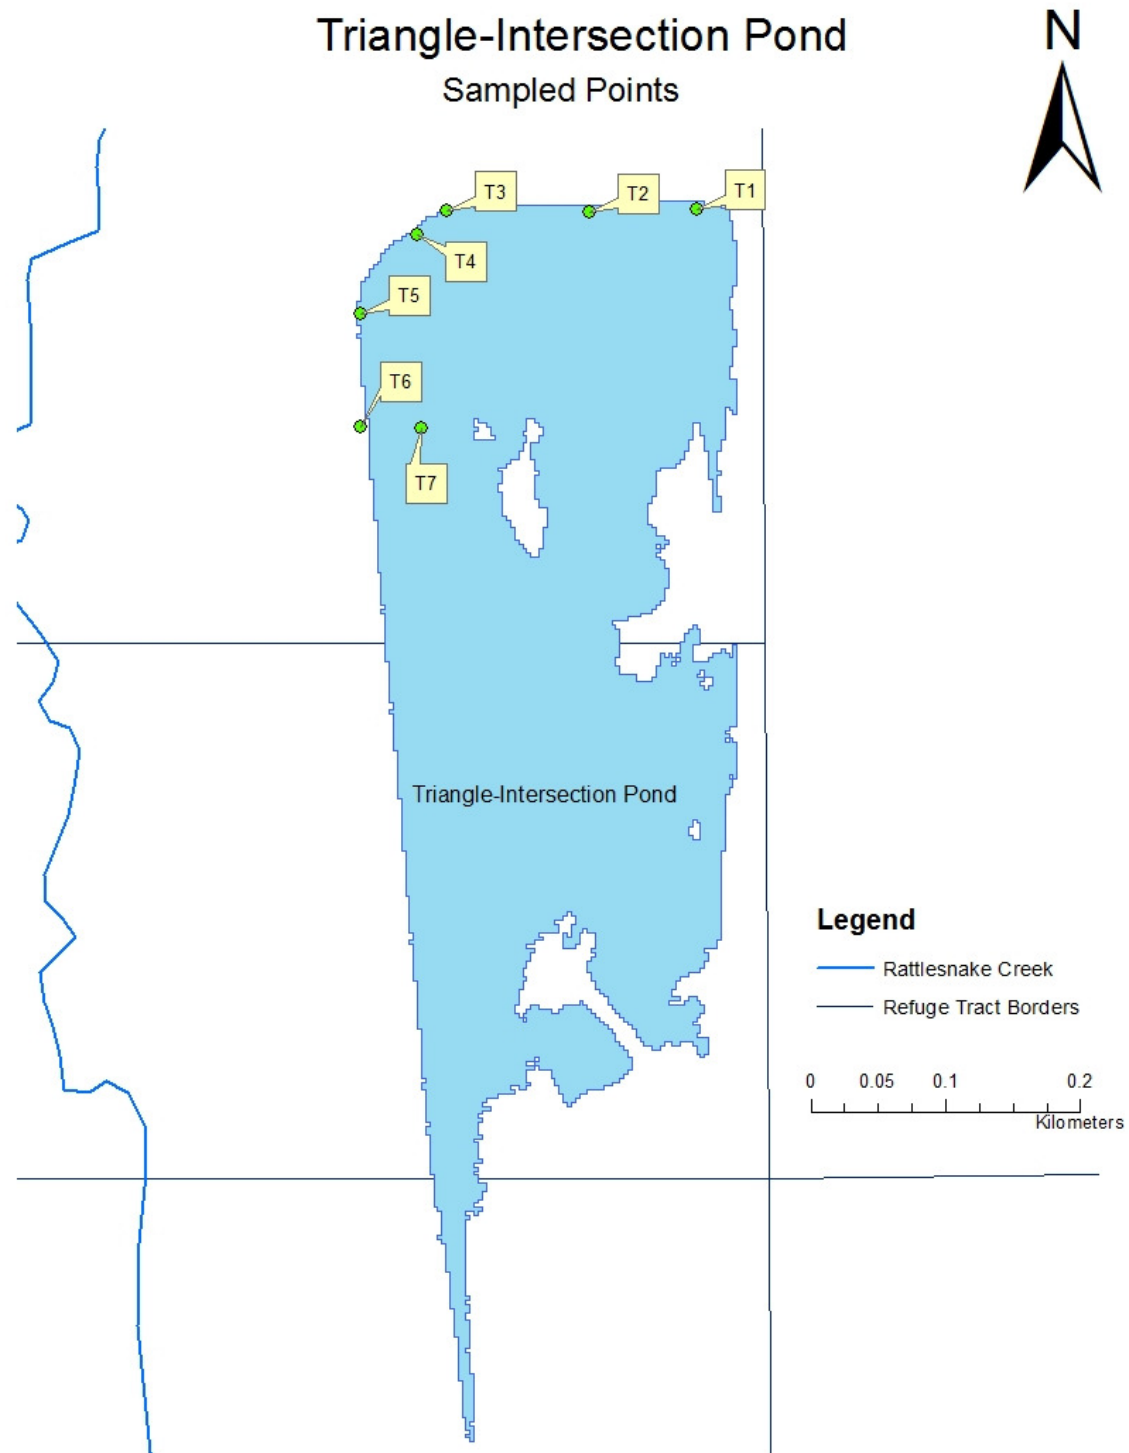 Triangle-Intersection Pond
N
Sampled Points
T3
T2
T1
T4
T5
T6
T7
Triangle-Intersection Pond
Legend
Rattlesnake Creek
Refuge Tract Borders
0 0.05 0.1 0.2
Kilometers